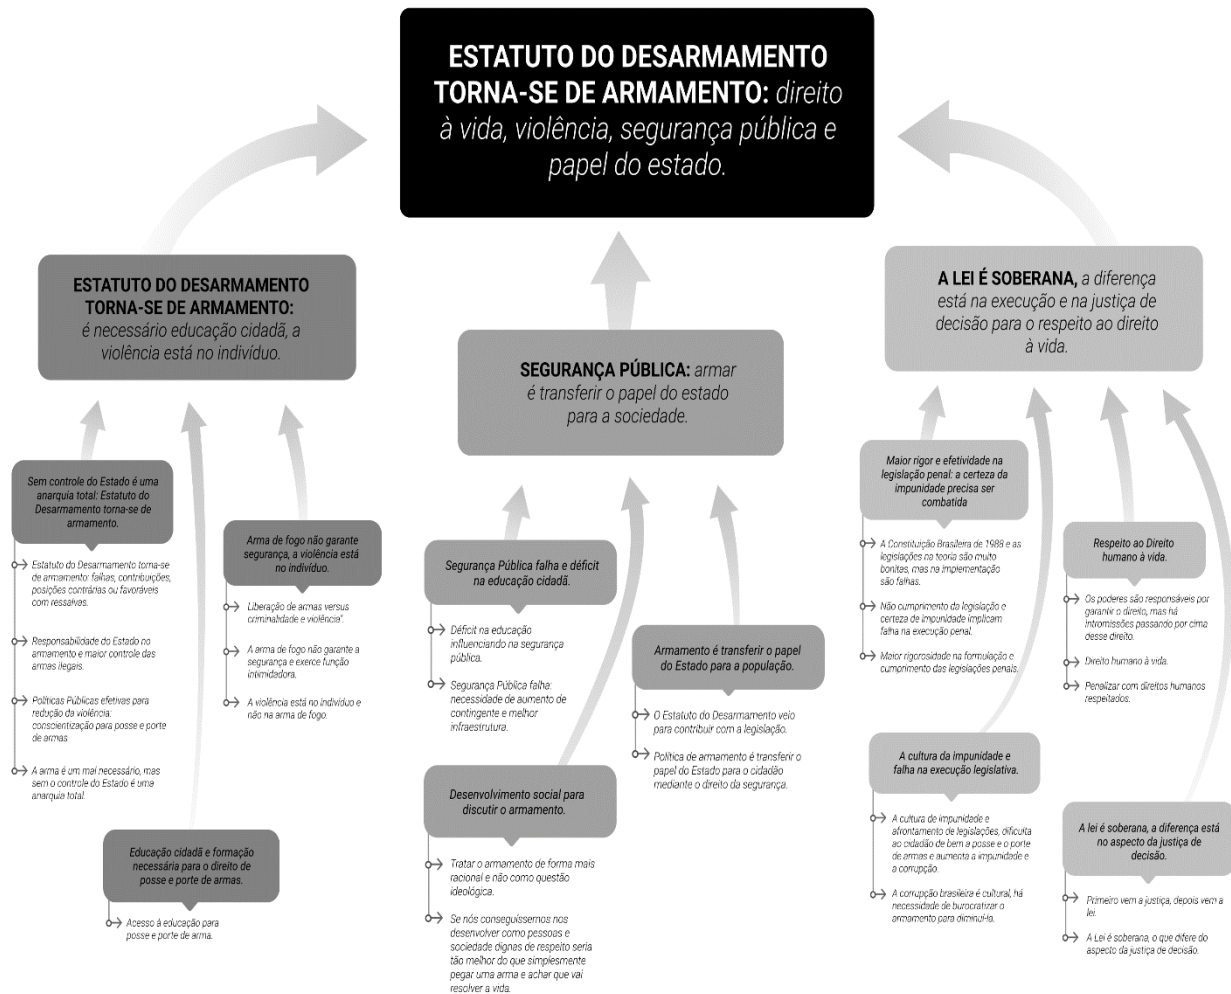 ESTATUTO DO DESARMAMENTO
TORNA-SE DE ARMAMENTO: direito
à vida, violência, segurança pública e
papel do estado.
ESTATUTO DO DESARMAMENTO
TORNA-SE DE ARMAMENTO:
é necessário educação cidadã, a
violência está no indivíduo.
Sem controle do Estado é uma
anarquia total: Estatuto do
Desarmamento torna-se de
armamento.
Estatuto do Desarmamento torna-se
de armamento: falhas, contribuições,
posições contrárias ou favoráveis
com ressalvas.
Responsabilidade do Estado no
armamento e maior controle das
armas ilegais.
Políticas Públicas efetivas para
redução da violência:
conscientização para posse e porte
de armas
A arma é um mal necessário, mas
sem o controle do Estado é uma
anarquia total.
Educação cidadã e formação
necessária para o direito de
posse e porte de armas.
Acesso à educação para
posse e porte de arma.
Arma de fogo não garante
segurança, a violência está
no indivíduo.
Liberação de armas versus
criminalidade e violência".
A arma de fogo não garante a
segurança e exerce função
intimidadora.
A violência está no indivíduo e
não na arma de fogo.
SEGURANÇA PÚBLICA: armar
é transferir o papel do estado
para a sociedade.
Segurança Pública falha e déficit
na educação cidadã.
Déficit na educação
influenciando na segurança
pública.
Segurança Pública falha:
necessidade de aumento de
contingente e melhor
infraestrutura.
Desenvolvimento social para
discutir o armamento.
Tratar o armamento de forma mais
racional e não como questão
ideológica.
Se nós conseguíssemos nos
desenvolver como pessoas e
sociedade dignas de respeito seria
tão melhor do que simplesmente
pegar uma arma e achar que vai
resolver a vida.
Armamento é transferir o papel
do Estado para a população.
O Estatuto do Desarmamento veio
para contribuir com a legislação.
Política de armamento é transferir o
papel do Estado para o cidadão
mediante o direito da segurança.
A LEI É SOBERANA, a diferença
está na execução e na justiça de
decisão para o respeito ao direito
à vida.
Maior rigor e efetividade na
legislação penal: a certeza da
impunidade precisa ser
combatida
A Constituição Brasileira de 1988 e as
legislações na teoria são muito
bonitas, mas na implementação
são falhas.
Não cumprimento da legislação e
certeza de impunidade implicam
falha na execução penal.
Maior rigorosidade na formulação e
cumprimento das legislações penais.
A cultura da impunidade e
falha na execução legislativa.
A cultura de impunidade e
afrontamento de legislações, dificulta
ao cidadão de bem a posse e o porte
de armas e aumenta a impunidade e
a corrupção.
A corrupção brasileira é cultural, há
necessidade de burocratizar o
armamento para diminuí-la.
Respeito ao Direito
humano à vida.
Os poderes são responsáveis por
garantir o direito, mas há
intromissões passando por cima
desse direito.
Direito humano à vida.
Penalizar com direitos humanos
respeitados.
A lei é soberana, a diferença está
no aspecto da justiça de
decisão.
Primeiro vem a justiça, depois vem a
lei.
A Lei é soberana, o que difere do
aspecto da justiça de decisão.